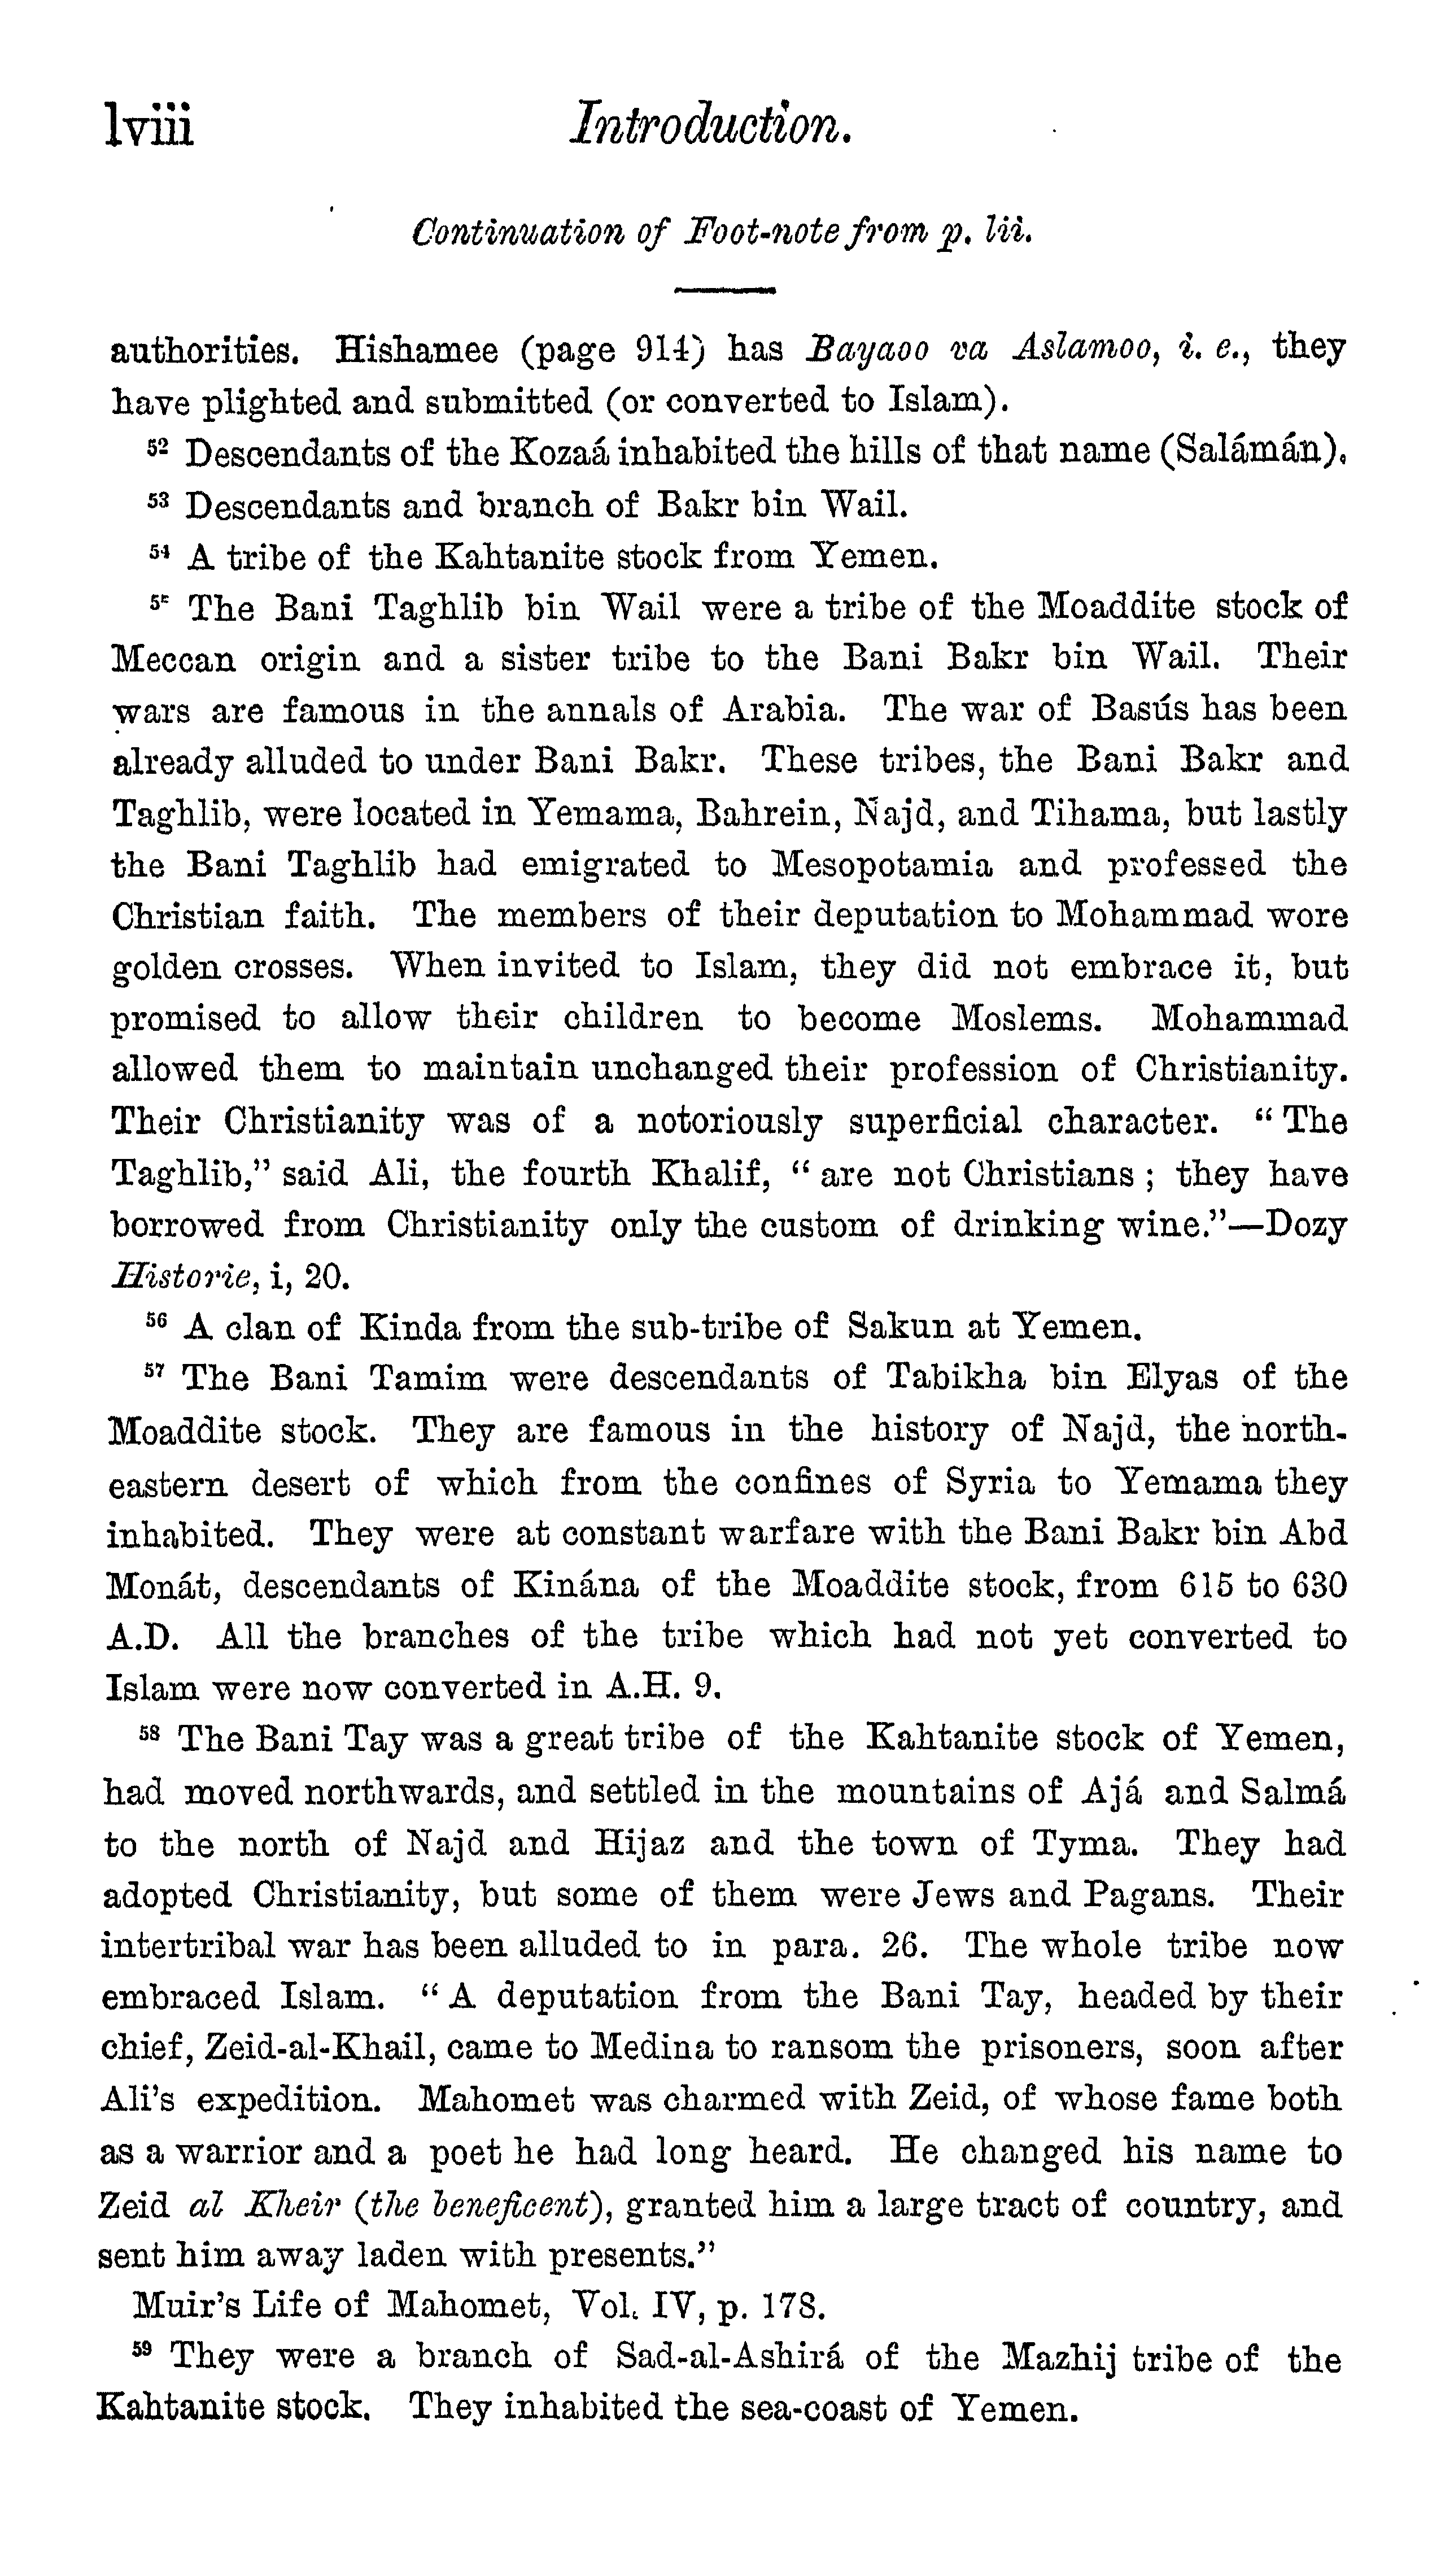 lviii Introduction.
Continuation of Foot-note from p. lii.
authorities. Hishamee (page 914) has Bayaoo va Aslamoo, i. e., they
have plighted and submitted (or converted to Islam).
52 Descendants of the Kozaá inhabited the hills of that name (Salámán).
53 Descendants and branch of Bakr bin Wail.
54 A tribe of the Kahtanite stock from Yemen.
55 The Bani Taghlib bin Wail were a tribe of the Moaddite stock of
Meccan origin and a sister tribe to the Bani Bakr bin Wail. Their
wars are famous in the annals of Arabia. The war of Basús has been
already alluded to under Bani Bakr. These tribes, the Bani Bakr and
Taghlib, were located in Yemama, Bahrein, Najd, and Tihama, but lastly
the Bani Taghlib had emigrated to Mesopotamia and professed the
Christian faith. The members of their deputation to Mohammad wore
golden crosses. When invited to Islam, they did not embrace it, but
promised to allow their children to become Moslems. Mohammad
allowed them to maintain unchanged their profession of Christianity.
Their Christianity was of a notoriously superficial character. “The
Taghlib,” said Ali, the fourth Khalif, “are not Christians; they have
borrowed from Christianity only the custom of drinking wine.”—Dozy
Historie, i, 20.
56 A clan of Kinda from the sub-tribe of Sakun at Yemen.
57 The Bani Tamim were descendants of Tabikha bin Elyas of the
Moaddite stock. They are famous in the history of Najd, the north-
eastern desert of which from the confines of Syria to Yemama they
inhabited. They were at constant warfare with the Bani Bakr bin Abd
Monát, descendants of Kinána of the Moaddite stock, from 615 to 630
A.D. All the branches of the tribe which had not yet converted to
Islam were now converted in A.H. 9.
58 The Bani Tay was a great tribe of the Kahtanite stock of Yemen,
had moved northwards, and settled in the mountains of Ajá and Salmá
to the north of Najd and Hijaz and the town of Tyma. They had
adopted Christianity, but some of them were Jews and Pagans. Their
intertribal war has been alluded to in para. 26. The whole tribe now
embraced Islam. “A deputation from the Bani Tay, headed by their
chief, Zeid-al-Khail, came to Medina to ransom the prisoners, soon after
Ali’s expedition. Mahomet was charmed with Zeid, of whose fame both
as a warrior and a poet he had long heard. He changed his name to
Zeid al Kheir (the beneficent), granted him a large tract of country, and
sent him away laden with presents.”
Muir’s Life of Mahomet, Vol. IV, p. 178.
59 They were a branch of Sad-al-Ashirá of the Mazhij tribe of the
Kahtanite stock. They inhabited the sea-coast of Yemen.